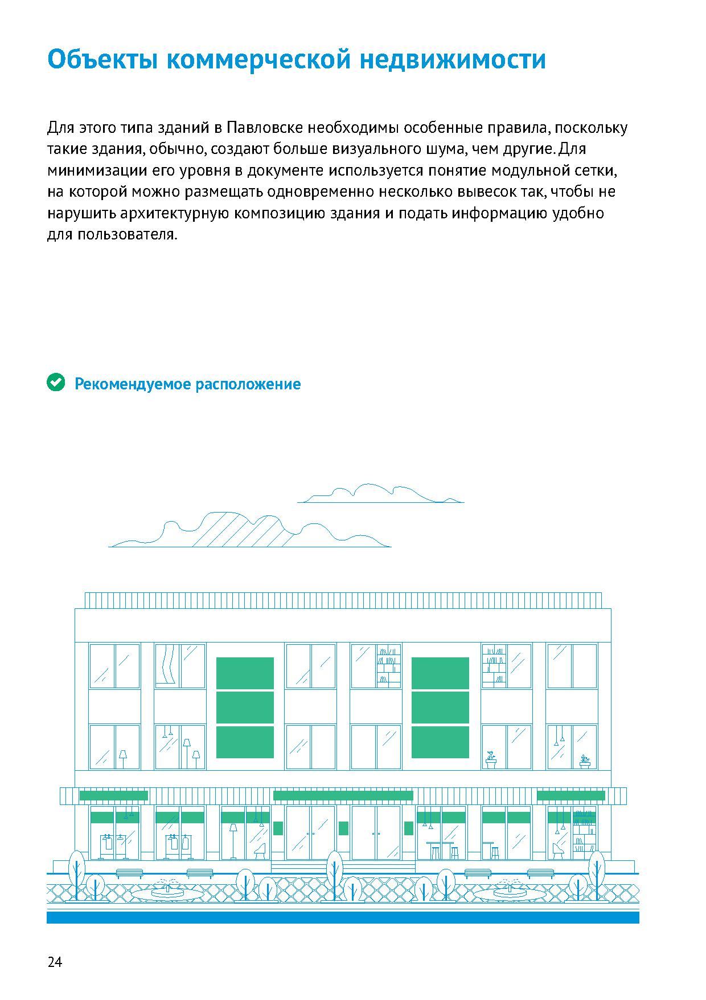 Объекты коммерческой недвижимости
Для этого типа зданий в Павловске необходимы особенные правила, поскольку
такие здания, обычно, создают больше визуального шума, чем другие. Для
минимизации его уровня в документе используется понятие модульной сетки,
на которой можно размещать одновременно несколько вывесок так, чтобы не
нарушить архитектурную композицию здания и подать информацию удобно
для пользователя.
Рекомендуемое расположение
24